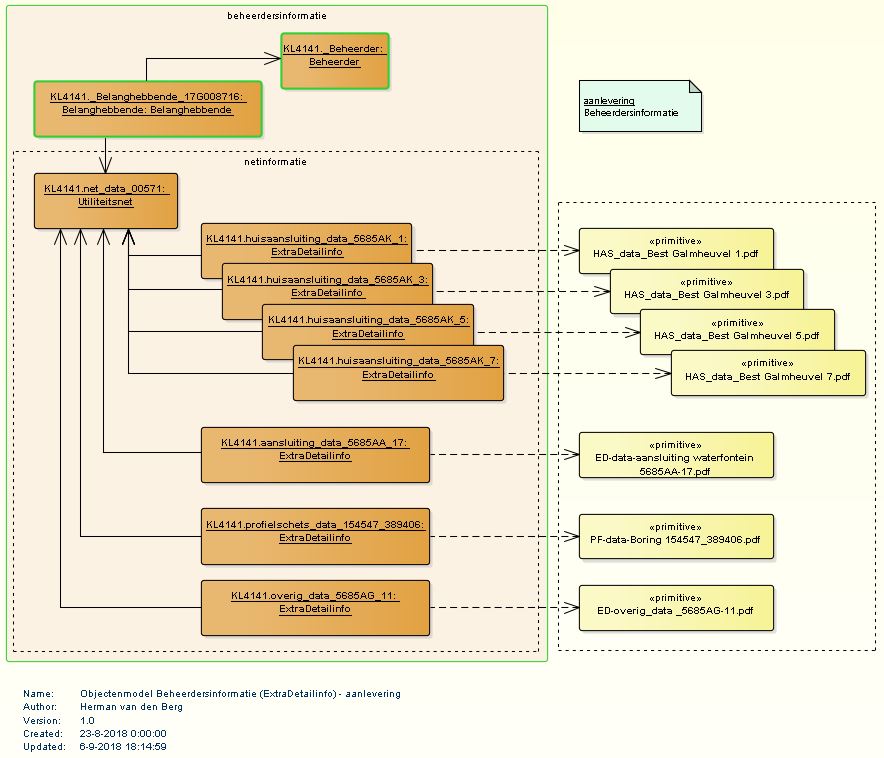 beheerdersinformatie
KL4141._Beheerder:
Beheerder
KL4141._Belanghebbende_17G008716:
Belanghebbende: Belanghebbende
aanlevering
Beheerdersinformatie
netinformatie
KL4141.net_data_00571:
Utiliteitsnet
KL4141.huisaansluiting_data_5685AK_1:
ExtraDetailinfo
«primitive»
HAS_data_Best Galmheuvel 1.pdf
KL4141.huisaansluiting_data_5685AK_3:
ExtraDetailinfo
«primitive»
HAS_data_Best Galmheuvel 3.pdf
KL4141.huisaansluiting_data_5685AK_5:
ExtraDetailinfo
«primitive»
HAS_data_Best Galmheuvel 5.pdf
KL4141.huisaansluiting_data_5685AK_7:
ExtraDetailinfo
«primitive»
HAS_data_Best Galmheuvel 7.pdf
KL4141.aansluiting_data_5685AA_17:
ExtraDetailinfo
«primitive»
ED-data-aansluiting waterfontein
5685AA-17.pdf
KL4141.profielschets_data_154547_389406:
ExtraDetailinfo
«primitive»
PF-data-Boring 154547_389406.pdf
KL4141.overig_data_5685AG_11:
ExtraDetailinfo
«primitive»
ED-overig_data _5685AG-11.pdf
Name: Objectenmodel Beheerdersinformatie (ExtraDetailinfo) - aanlevering
Author: Herman van den Berg
Version: 1.0
Created: 23-8-2018 0:00:00
Updated: 6-9-2018 18:14:59